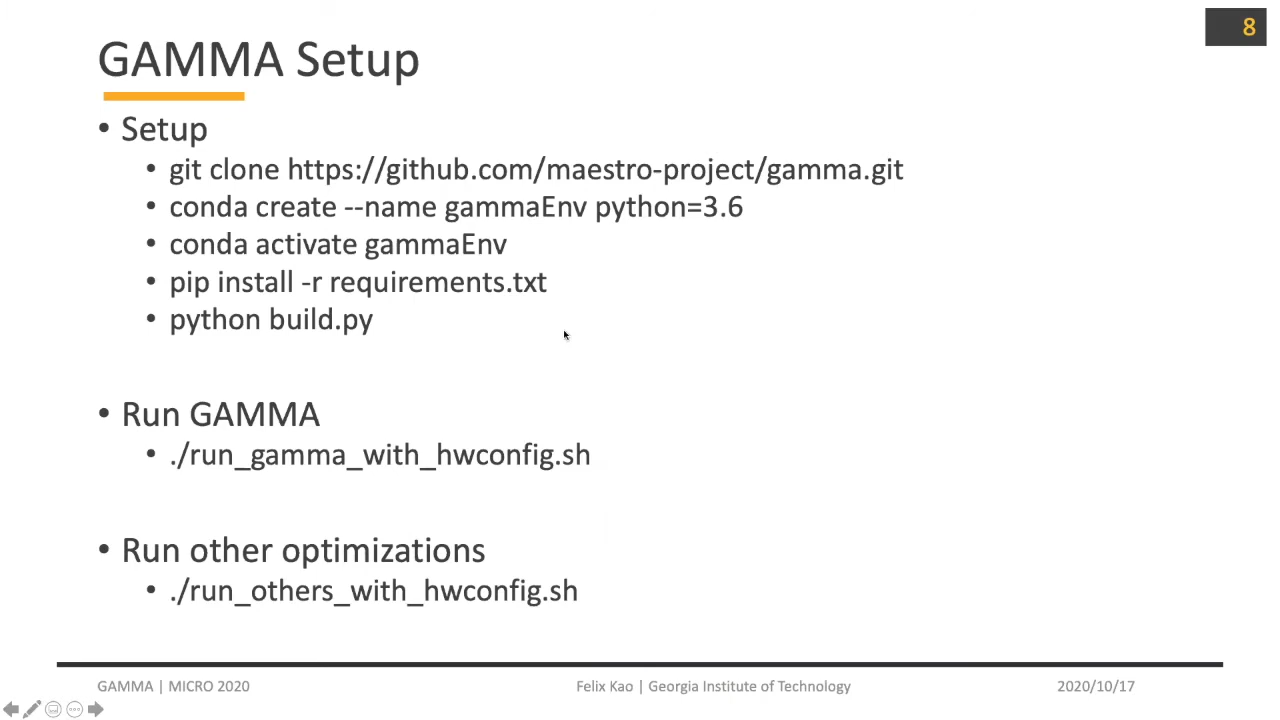 8
GAMMA Setup
• Setup
• git clone https://github.com/maestro-project/gamma.git
• conda create --name gammaEnv python=3.6
• conda activate gammaEnv
• pip install -r requirements.txt
• python build.py
• Run GAMMA
• ./run_gamma_with_hwconfig.sh
• Run other optimizations
• ./run_others_with_hwconfig.sh
GAMMA | MICRO 2020
Felix Kao | Georgia Institute of Technology
2020/10/17